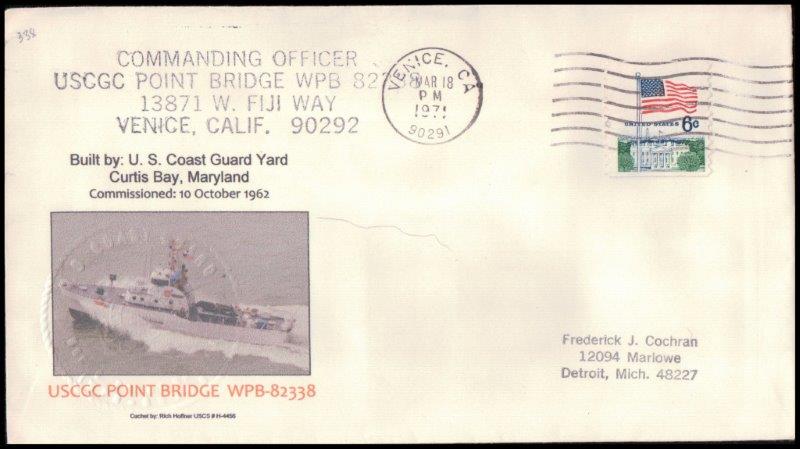 338
COMMANDING OFFICER
USCGC POINT BRIDGE WPB 82338
13871 W. FIJI WAY
VENICE, CALIF. 90292
VENICE, CA
MAR 18
PM
1971
90291
UNITED STATES 6c
Built by: U. S. Coast Guard Yard
Curtis Bay, Maryland
Commissioned: 10 October 1962
USCGC POINT BRIDGE WPB-82338
Cachet by: Rich Hoffner USCS # H-4456
Frederick J. Cochran
12094 Marlowe
Detroit, Mich. 48227